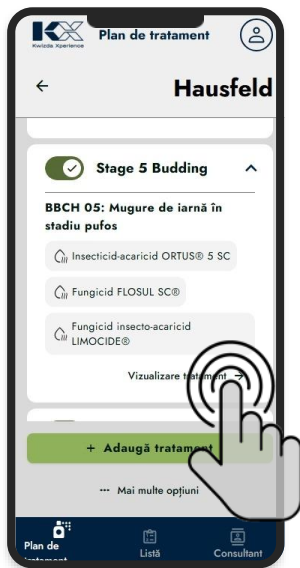 KX
Kwizda Xperience
Plan de tratament
Hausfeld
Stage 5 Budding
BBCH 05: Mugure de iarnă în
stadiu pufos
Insecticid-acaricid ORTUS® 5 SC
Fungicid FLOSUL SC®
Fungicid insecto-acaricid
LIMOCIDE®
Vizualizare tratament →
+ Adaugă tratament
··· Mai multe opțiuni
Plan de
tratament
Listă
Consultant